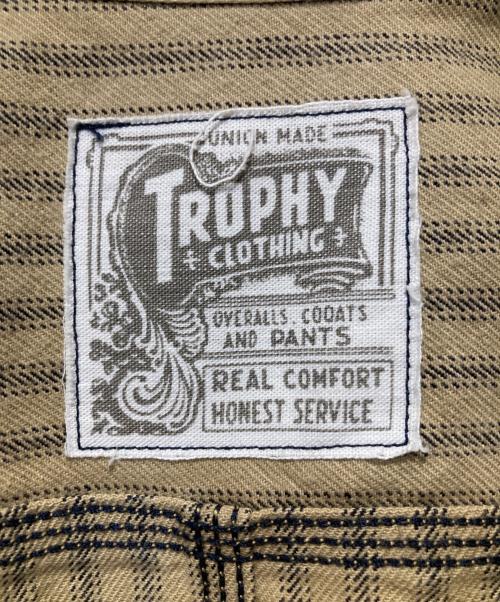 UNION MADE
TROPHY
CLOTHING
OVERALLS. COOATS
AND PANTS
REAL COMFORT
HONEST SERVICE